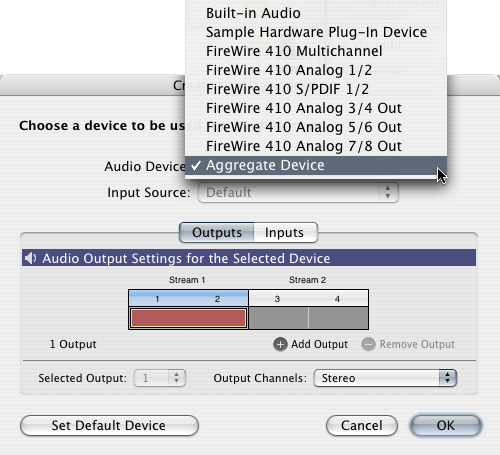 Built-in Audio
Sample Hardware Plug-In Device
FireWire 410 Multichannel
FireWire 410 Analog 1/2
FireWire 410 S/PDIF 1/2
FireWire 410 Analog 3/4 Out
FireWire 410 Analog 5/6 Out
FireWire 410 Analog 7/8 Out
✓ Aggregate Device
Choose a device to be
Audio Device
Input Source: Default
Outputs Inputs
Audio Output Settings for the Selected Device
Stream 1 Stream 2
1 2 3 4
1 Output Add Output Remove Output
Selected Output: 1 Output Channels: Stereo
Set Default Device Cancel OK